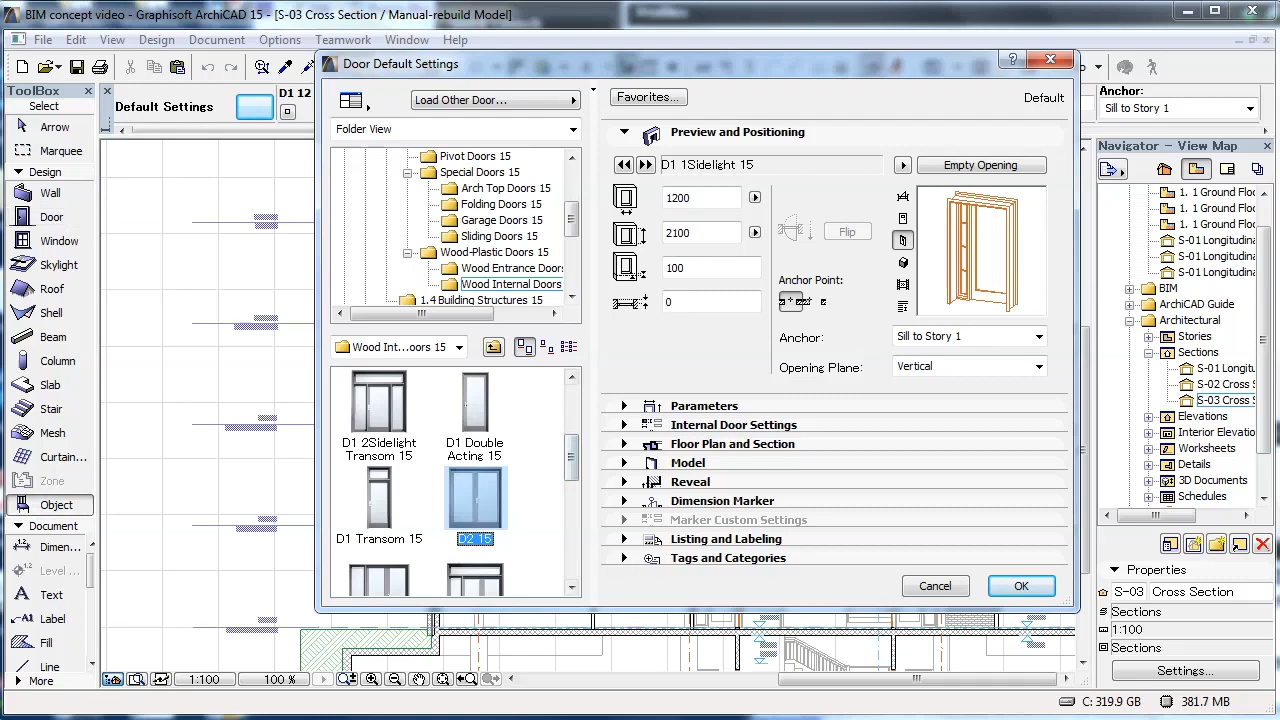 BIM concept video - Graphisoft ArchiCAD 15 - [S-03 Cross Section / Manual-rebuild Model]
File Edit View Design Document Options Teamwork Window Help
ToolBox
Select
Arrow
Marquee
Design
Wall
Door
Window
Skylight
Roof
Shell
Beam
Column
Slab
Stair
Mesh
Curtain...
Zone
Object
Document
Dimen...
Level ...
Text
Label
Fill
Line
More
Default Settings
D1 12
Door Default Settings
Load Other Door...
Folder View
Pivot Doors 15
Special Doors 15
Arch Top Doors 15
Folding Doors 15
Garage Doors 15
Sliding Doors 15
Wood-Plastic Doors 15
Wood Entrance Doors
Wood Internal Doors
1.4 Building Structures 15
Wood Int...oors 15
D1 2Sidelight Transom 15
D1 Double Acting 15
D1 Transom 15
D2 15
Favorites...
Default
Preview and Positioning
D1 1Sidelight 15
Empty Opening
1200
2100
100
0
Flip
Anchor Point:
Anchor:
Sill to Story 1
Opening Plane:
Vertical
Parameters
Internal Door Settings
Floor Plan and Section
Model
Reveal
Dimension Marker
Marker Custom Settings
Listing and Labeling
Tags and Categories
Cancel
OK
Anchor:
Sill to Story 1
Navigator - View Map
1. 1 Ground Floo
1. 1 Ground Floo
1. 1 Ground Floo
S-01 Longitudina
S-01 Longitudina
S-01 Longitudina
BIM
ArchiCAD Guide
Architectural
Stories
Sections
S-01 Longitu
S-02 Cross S
S-03 Cross S
Elevations
Interior Elevatio
Worksheets
Details
3D Documents
Schedules
Properties
S-03 Cross Section
Sections
1:100
Sections
Settings...
1:100
100 %
C: 319.9 GB
381.7 MB